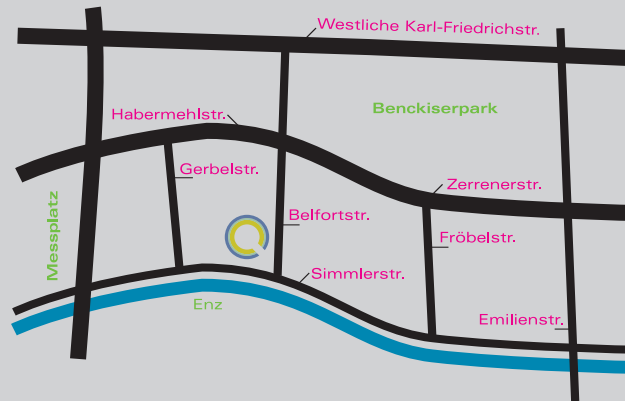 Westliche Karl-Friedrichstr.
Benckiserpark
Habermehlstr.
Gerbelstr.
Zerrenerstr.
Messplatz
Belfortstr.
Fröbelstr.
Simmlerstr.
Enz
Emilienstr.